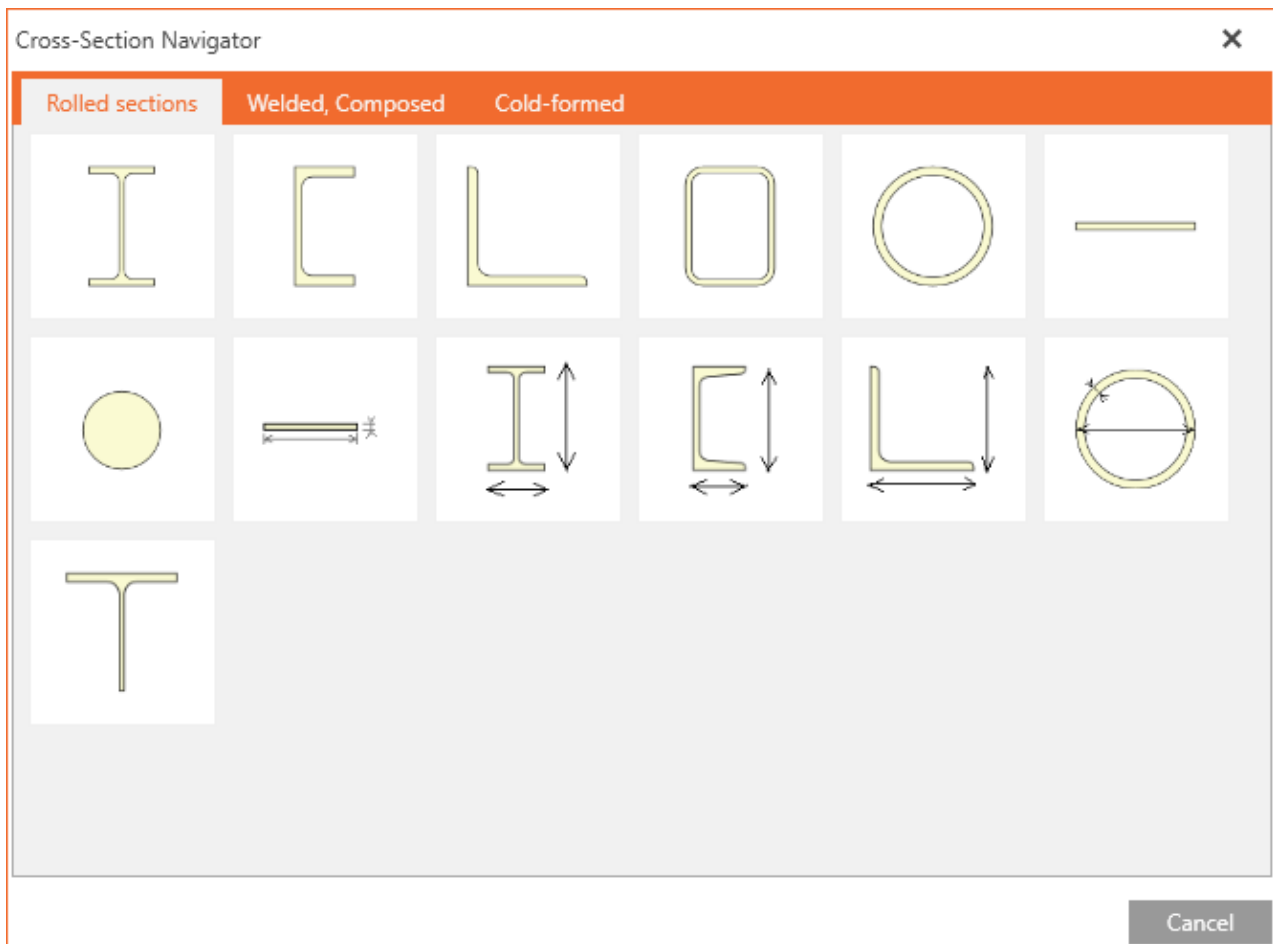 Cross-Section Navigator
Rolled sections Welded, Composed Cold-formed
Cancel